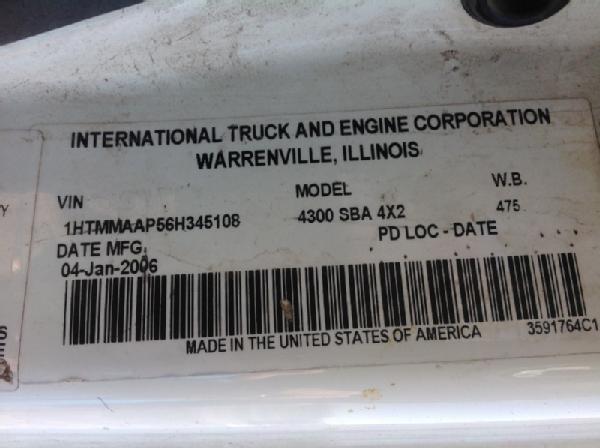 INTERNATIONAL TRUCK AND ENGINE CORPORATION
WARRENVILLE, ILLINOIS
VIN MODEL W.B.
1HTMMAAP56H345108 4300 SBA 4X2 475
DATE MFG. PD LOC - DATE
04-Jan-2006
MADE IN THE UNITED STATES OF AMERICA 3591764C1